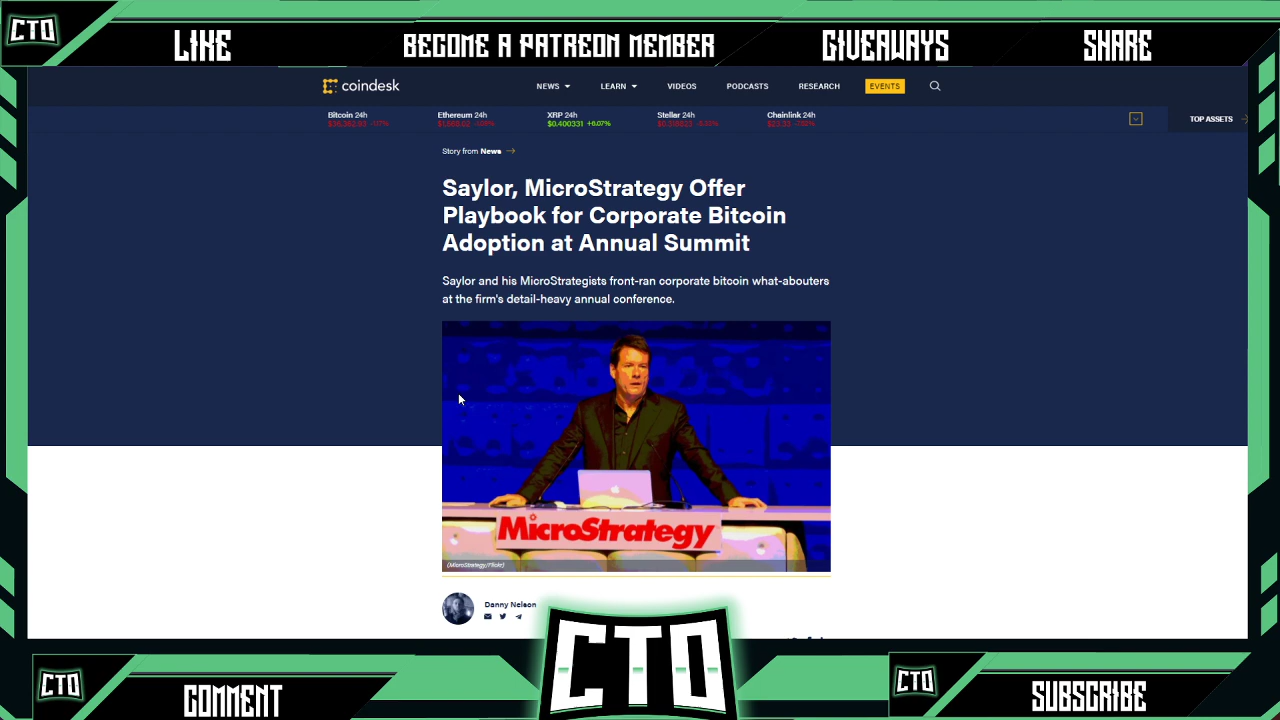 CTO
LIKE
BECOME A PATREON MEMBER
GIVEAWAYS
SHARE
coindesk
NEWS
LEARN
VIDEOS
PODCASTS
RESEARCH
EVENTS
Bitcoin 24h
Ethereum 24h
XRP 24h
$0.400331 +6.07%
Stellar 24h
Chainlink 24h
TOP ASSETS
Story from News
Saylor, MicroStrategy Offer
Playbook for Corporate Bitcoin
Adoption at Annual Summit
Saylor and his MicroStrategists front-ran corporate bitcoin what-abouters
at the firm's detail-heavy annual conference.
MicroStrategy
(MicroStrategy/Flickr)
Danny Nelson
CTO
COMMENT
CTO
CTO
SUBSCRIBE